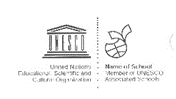 UNESCO
United Nations
Educational, Scientific and
Cultural Organization
Name of School
Member of UNESCO
Associated Schools